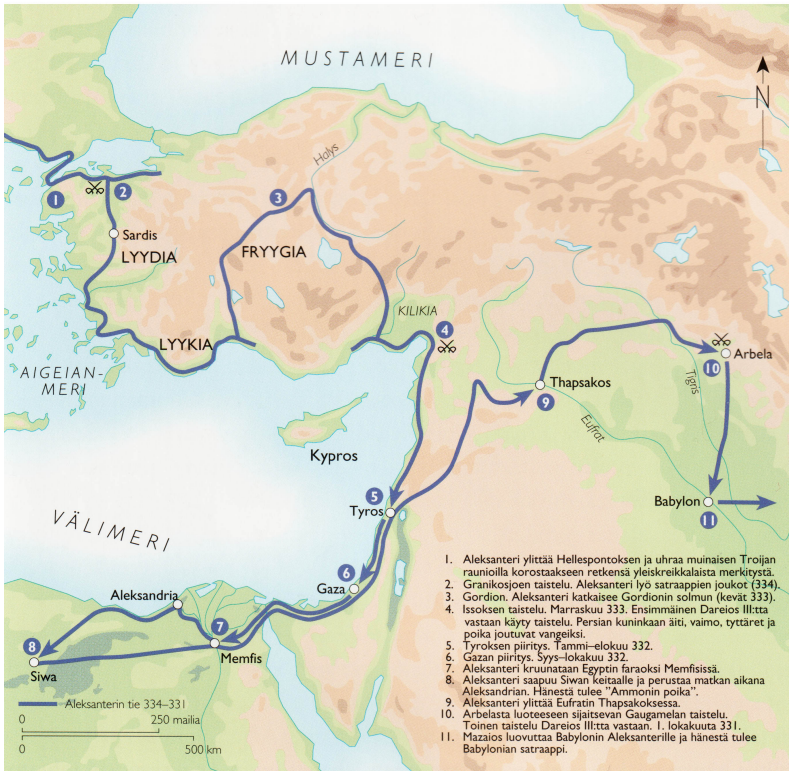 MUSTAMERI
N
Halys
1
2
3
Sardis
LYYDIA
FRYYGIA
KILIKIA
4
LYYKIA
AIGEIAN-
MERI
10
Arbela
Tigris
Thapsakos
9
Eufrat
Kypros
5
Tyros
Babylon
11
VÄLIMERI
6
Gaza
Aleksandria
7
Memfis
8
Siwa
Aleksanterin tie 334–331
0 250 mailia
0 500 km
1. Aleksanteri ylittää Hellespontoksen ja uhraa muinaisen Troijan
raunioilla korostaakseen retkensä yleiskreikkalaista merkitystä.
2. Granikosjoen taistelu. Aleksanteri lyö satraappien joukot (334).
3. Gordion. Aleksanteri katkaisee Gordionin solmun (kevät 333).
4. Issoksen taistelu. Marraskuu 333. Ensimmäinen Dareios III:tta
vastaan käyty taistelu. Persian kuninkaan äiti, vaimo, tyttäret ja
poika joutuvat vangeiksi.
5. Tyroksen piiritys. Tammi–elokuu 332.
6. Gazan piiritys. Syys–lokakuu 332.
7. Aleksanteri kruunataan Egyptin faraoksi Memfisissä.
8. Aleksanteri saapuu Siwan keitaalle ja perustaa matkan aikana
Aleksandrian. Hänestä tulee ”Ammonin poika”.
9. Aleksanteri ylittää Eufratin Thapsakoksessa.
10. Arbelasta luoteeseen sijaitsevan Gaugamelan taistelu.
Toinen taistelu Dareios III:tta vastaan. 1. lokakuuta 331.
11. Mazaios luovuttaa Babylonin Aleksanterille ja hänestä tulee
Babylonian satraappi.